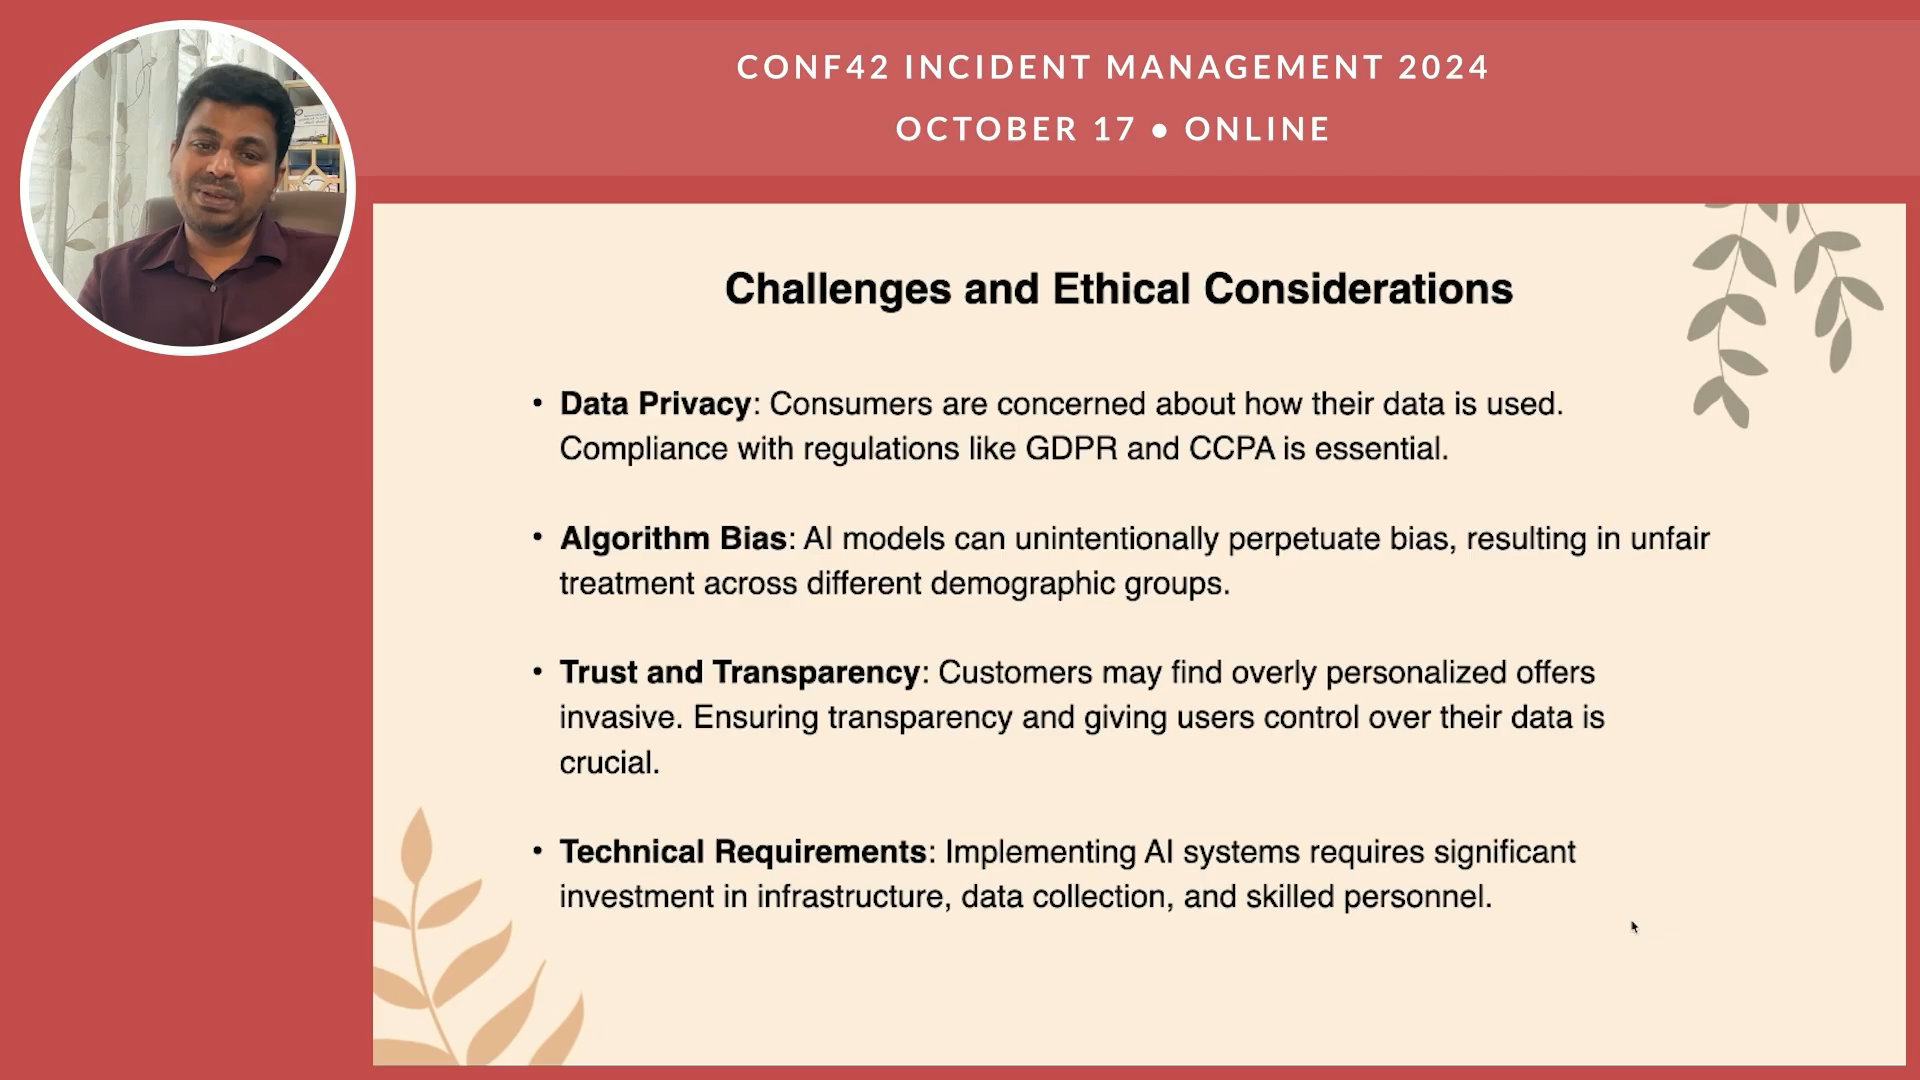 CONF42 INCIDENT MANAGEMENT 2024
OCTOBER 17 ● ONLINE
Challenges and Ethical Considerations
• Data Privacy: Consumers are concerned about how their data is used.
Compliance with regulations like GDPR and CCPA is essential.
• Algorithm Bias: AI models can unintentionally perpetuate bias, resulting in unfair
treatment across different demographic groups.
• Trust and Transparency: Customers may find overly personalized offers
invasive. Ensuring transparency and giving users control over their data is
crucial.
• Technical Requirements: Implementing AI systems requires significant
investment in infrastructure, data collection, and skilled personnel.